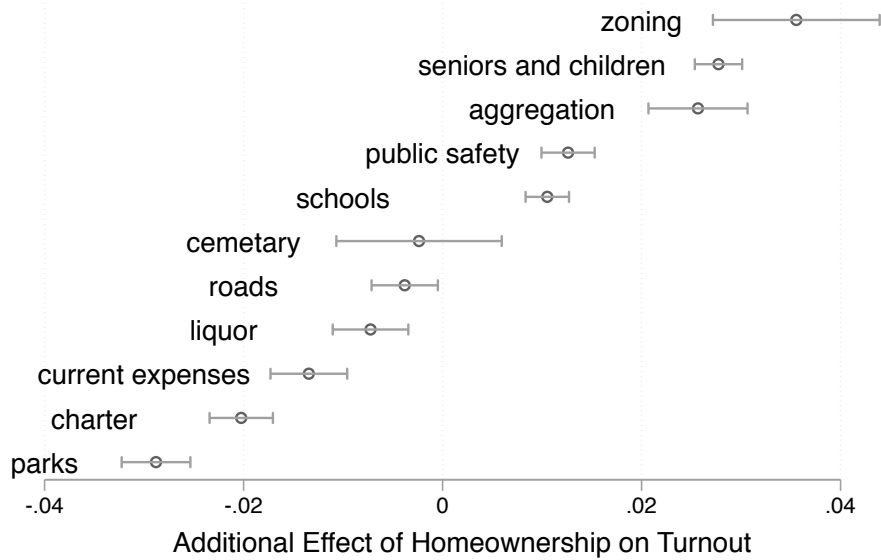 zoning
seniors and children
aggregation
public safety
schools
cemetary
roads
liquor
current expenses
charter
parks
-.04 -.02 0 .02 .04
Additional Effect of Homeownership on Turnout